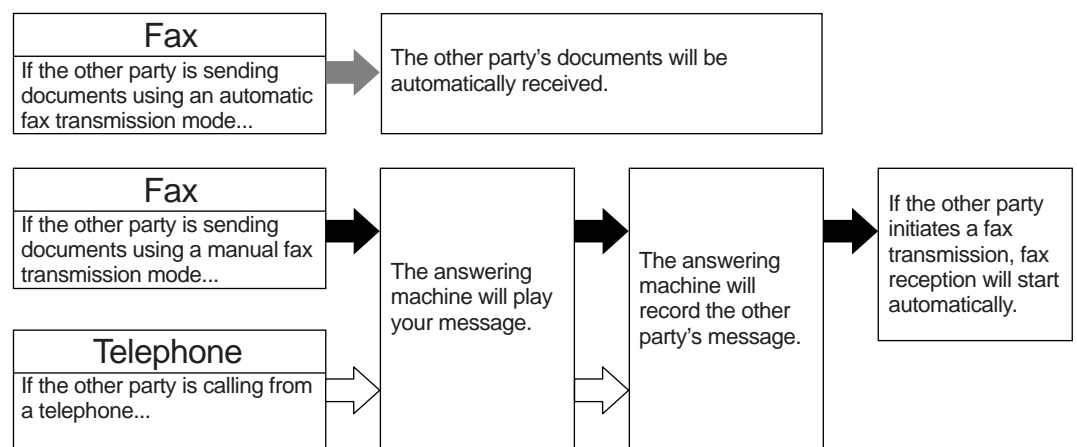 Fax
If the other party is sending
documents using an automatic
fax transmission mode...
The other party’s documents will be
automatically received.
Fax
If the other party is sending
documents using a manual fax
transmission mode...
The answering
machine will play
your message.
The answering
machine will
record the other
party’s message.
If the other party
initiates a fax
transmission, fax
reception will start
automatically.
Telephone
If the other party is calling from
a telephone...